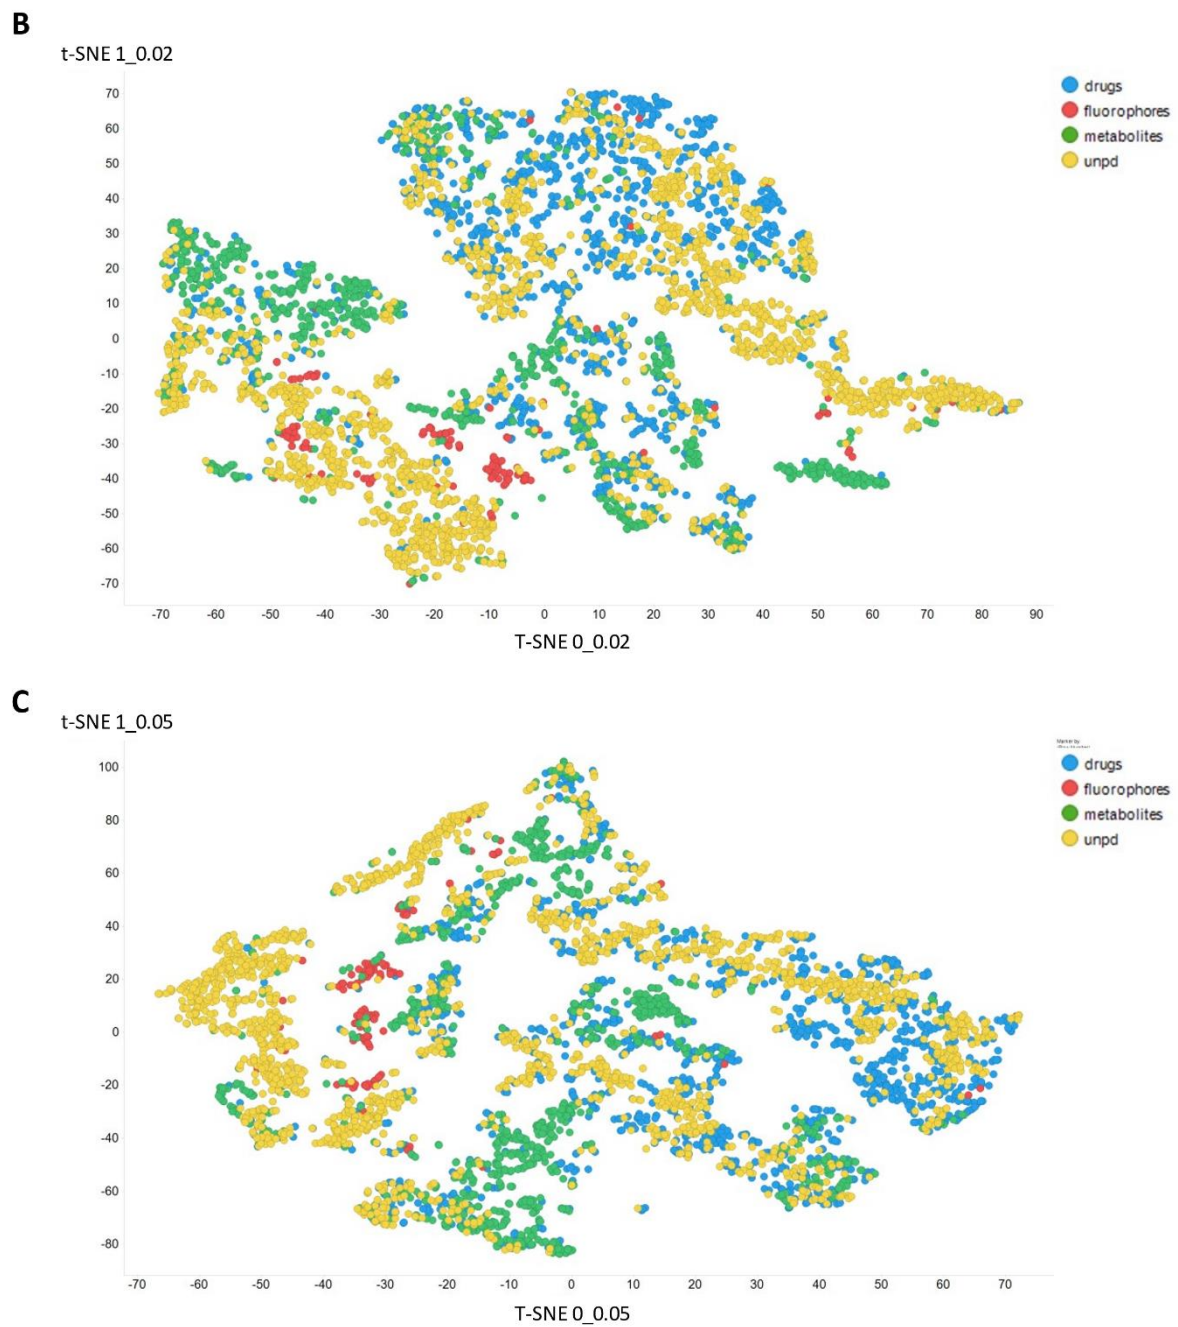 B
t-SNE 1_0.02
70
60
50
40
30
20
10
0
-10
-20
-30
-40
-50
-60
-70
-70 -60 -50 -40 -30 -20 -10 0 10 20 30 40 50 60 70 80 90
T-SNE 0_0.02
drugs
fluorophores
metabolites
unpd
C
t-SNE 1_0.05
100
80
60
40
20
0
-20
-40
-60
-80
-70 -60 -50 -40 -30 -20 -10 0 10 20 30 40 50 60 70
T-SNE 0_0.05
drugs
fluorophores
metabolites
unpd